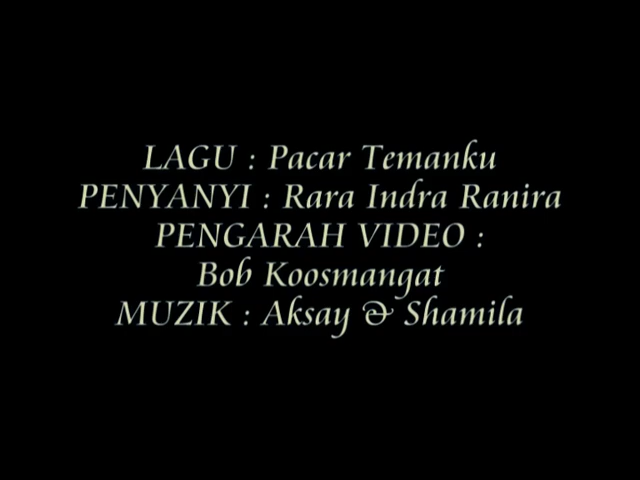 LAGU : Pacar Temanku
PENYANYI : Rara Indra Ranira
PENGARAH VIDEO :
Bob Koosmangat
MUZIK : Aksay & Shamila